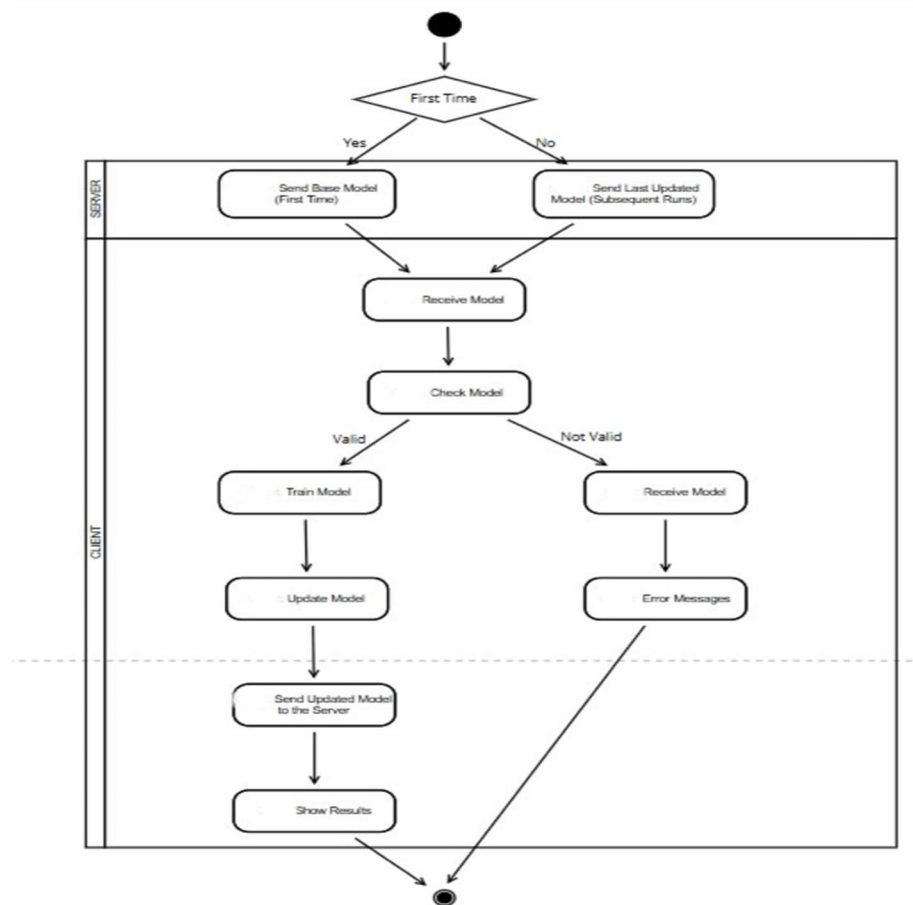 First Time
Yes
No
SERVER
Send Base Model
(First Time)
Send Last Updated
Model (Subsequent Runs)
Receive Model
Check Model
Valid
Not Valid
Train Model
Receive Model
CLIENT
Update Model
Error Messages
Send Updated Model
to the Server
Show Results